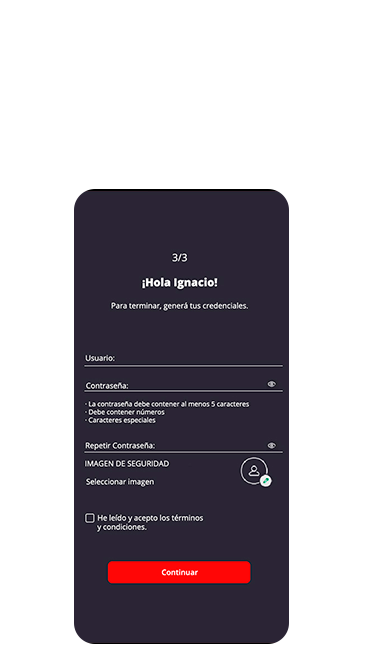 3/3
¡Hola Ignacio!
Para terminar, generá tus credenciales.
Usuario:
Contraseña:
· La contraseña debe contener al menos 5 caracteres
· Debe contener números
· Caracteres especiales
Repetir Contraseña:
IMAGEN DE SEGURIDAD
Seleccionar imagen
He leído y acepto los términos
y condiciones.
Continuar